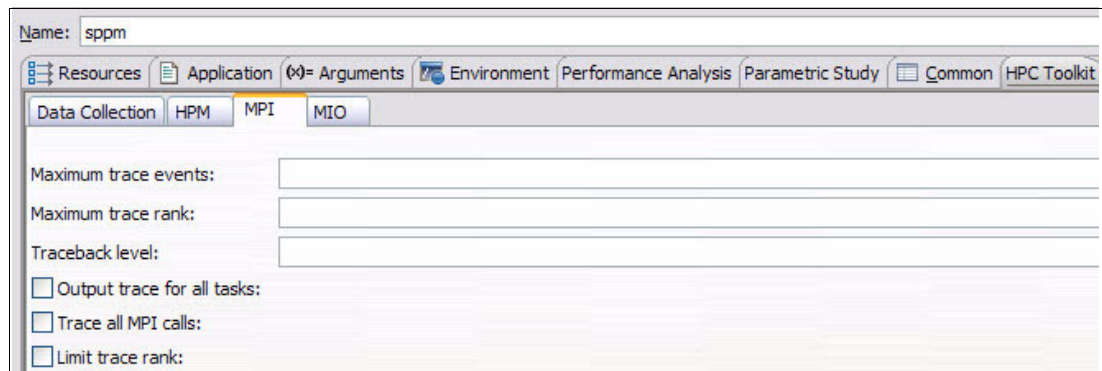 Name: sppm
Resources Application (x)= Arguments Environment Performance Analysis Parametric Study Common HPC Toolkit
Data Collection HPM MPI MIO
Maximum trace events:
Maximum trace rank:
Traceback level:
Output trace for all tasks:
Trace all MPI calls:
Limit trace rank: